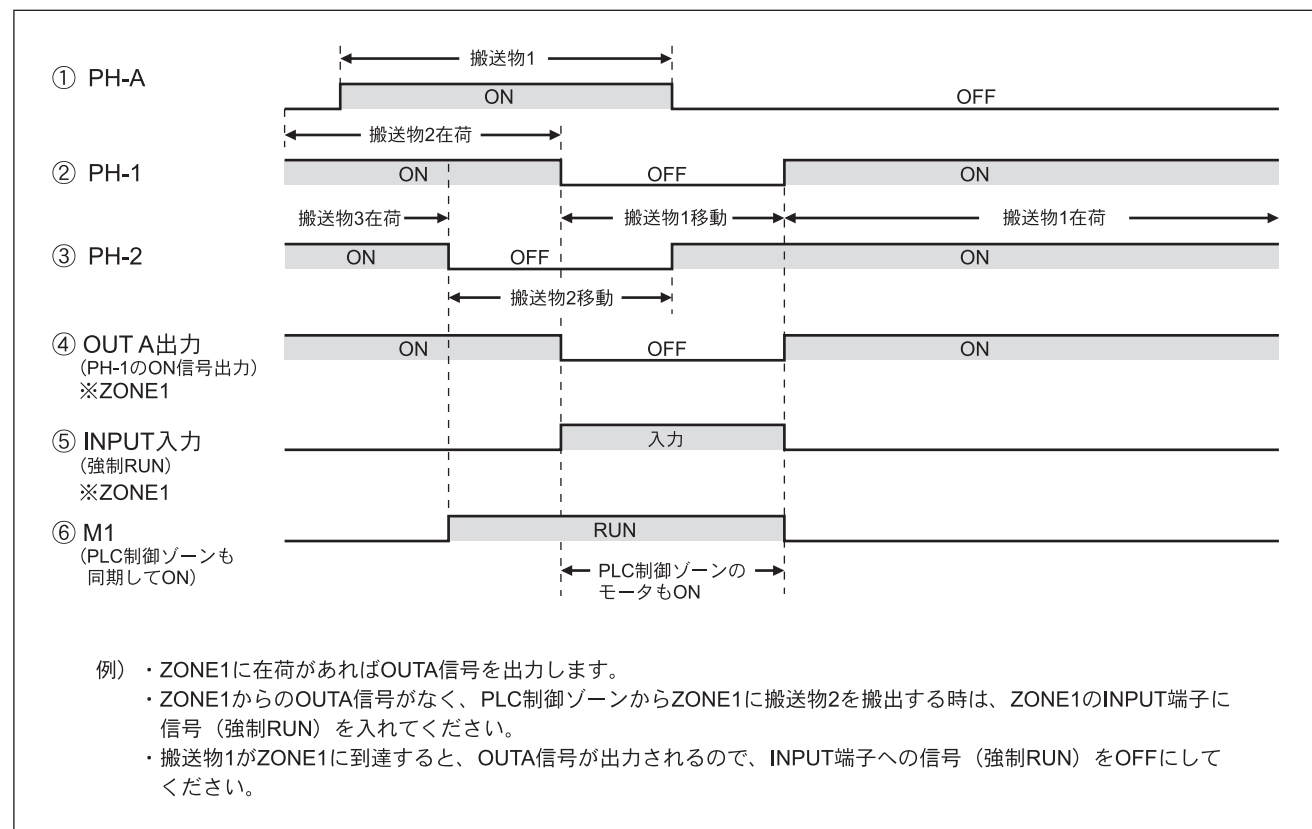 搬送物1
① PH-A
ON
OFF
搬送物2在荷
② PH-1
ON
OFF
ON
搬送物3在荷
搬送物1移動
搬送物1在荷
③ PH-2
ON
OFF
ON
搬送物2移動
④ OUT A出力
ON
OFF
ON
(PH-1のON信号出力)
※ZONE1
⑤ INPUT入力
入力
(強制RUN)
※ZONE1
⑥ M1
RUN
(PLC制御ゾーンも
同期してON)
PLC制御ゾーンの
モータもON
例)・ZONE1に在荷があればOUTA信号を出力します。
・ZONE1からのOUTA信号がなく、PLC制御ゾーンからZONE1に搬送物2を搬出する時は、ZONE1のINPUT端子に
信号(強制RUN)を入れてください。
・搬送物1がZONE1に到達すると、OUTA信号が出力されるので、INPUT端子への信号(強制RUN)をOFFにして
ください。